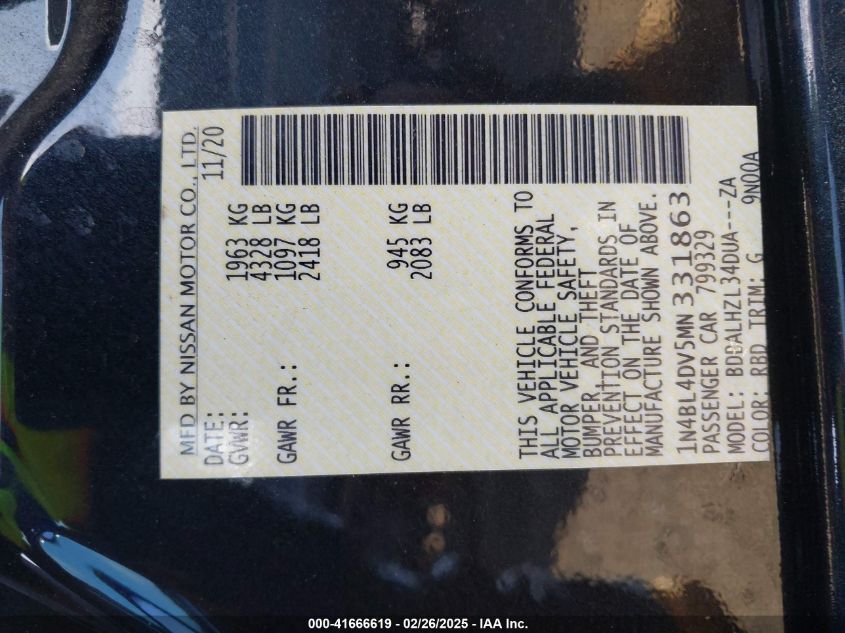 MFD BY NISSAN MOTOR CO., LTD.
DATE: 11/20
GVWR: 1963 KG
4328 LB
GAWR FR.: 1097 KG
2418 LB
GAWR RR.: 945 KG
2083 LB
THIS VEHICLE CONFORMS TO
ALL APPLICABLE FEDERAL
MOTOR VEHICLE SAFETY,
BUMPER, AND THEFT
PREVENTION STANDARDS IN
EFFECT ON THE DATE OF
MANUFACTURE SHOWN ABOVE.
1N4BL4DV5MN331863
PASSENGER CAR 799329
MODEL: BDDALHZL34DUA---ZA
COLOR: RBD TRIM: G 9N00A
000-41666619 - 02/26/2025 - IAA Inc.